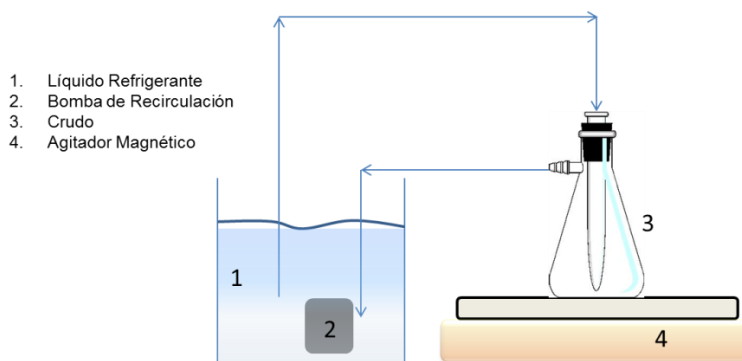 1. Líquido Refrigerante
2. Bomba de Recirculación
3. Crudo
4. Agitador Magnético
1
2
3
4